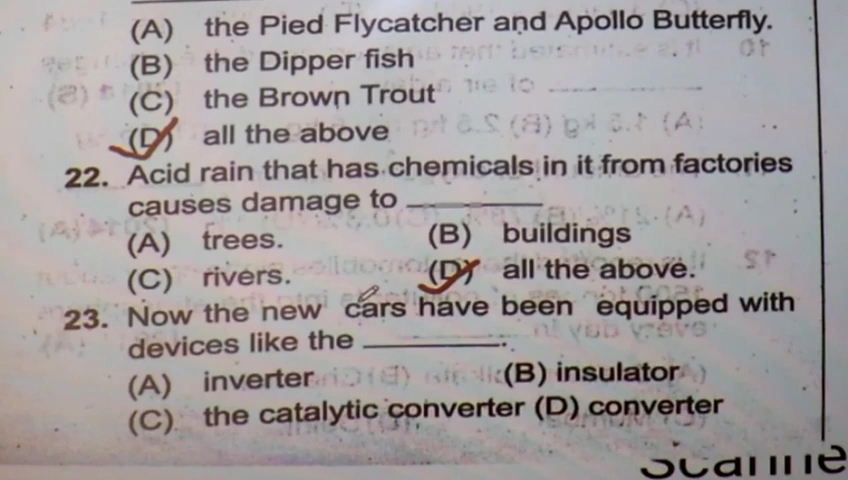 (A) the Pied Flycatcher and Apollo Butterfly.
(B) the Dipper fish
(C) the Brown Trout
(D) all the above
22. Acid rain that has chemicals in it from factories
causes damage to ________
(A) trees. (B) buildings
(C) rivers. (D) all the above.
23. Now the new cars have been equipped with
devices like the ________.
(A) inverter (B) insulator
(C) the catalytic converter (D) converter